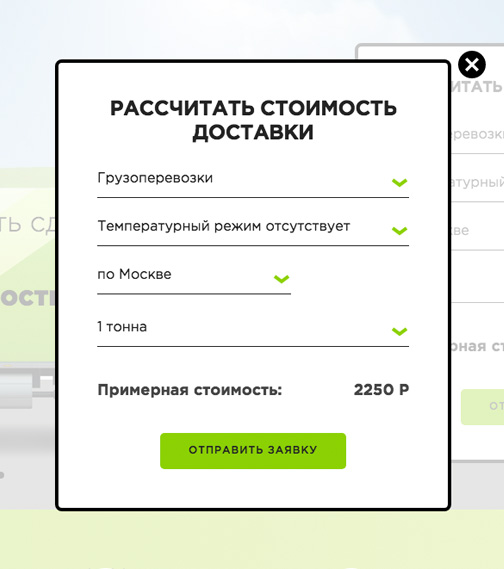 РАССЧИТАТЬ СТОИМОСТЬ
ДОСТАВКИ
Грузоперевозки
Температурный режим отсутствует
по Москве
1 тонна
Примерная стоимость: 2250 Р
ОТПРАВИТЬ ЗАЯВКУ